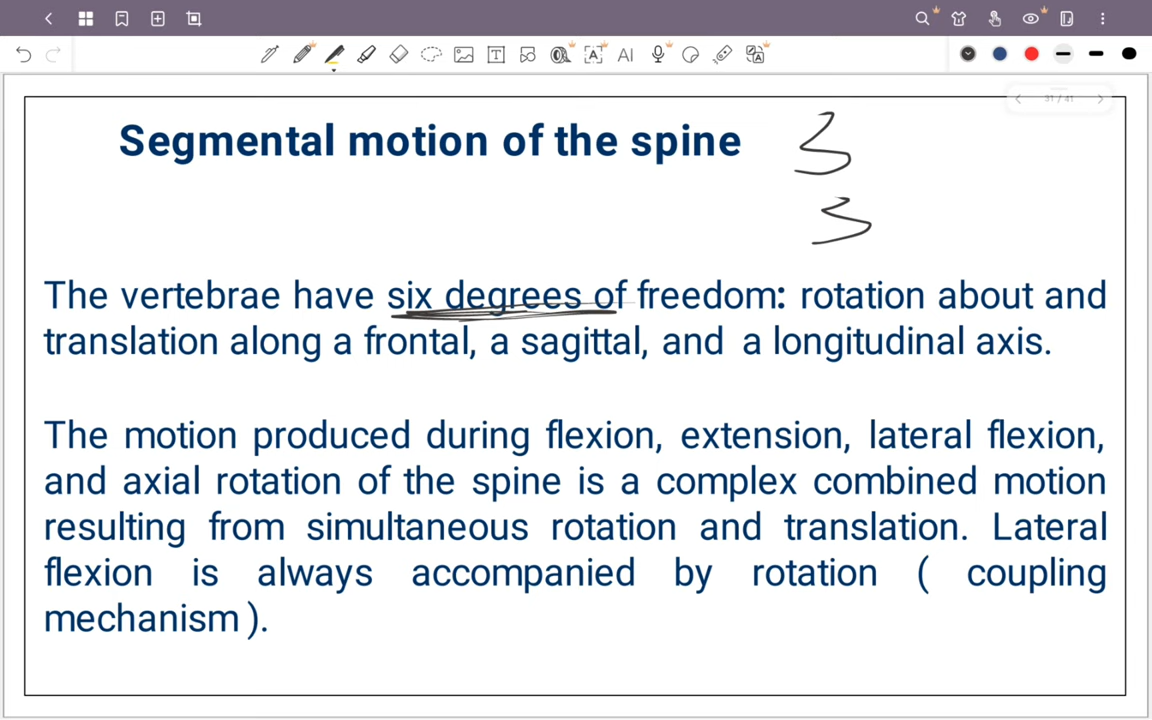 31 / 41
Segmental motion of the spine
3
3
The vertebrae have six degrees of freedom: rotation about and
translation along a frontal, a sagittal, and a longitudinal axis.
The motion produced during flexion, extension, lateral flexion,
and axial rotation of the spine is a complex combined motion
resulting from simultaneous rotation and translation. Lateral
flexion is always accompanied by rotation ( coupling
mechanism ).